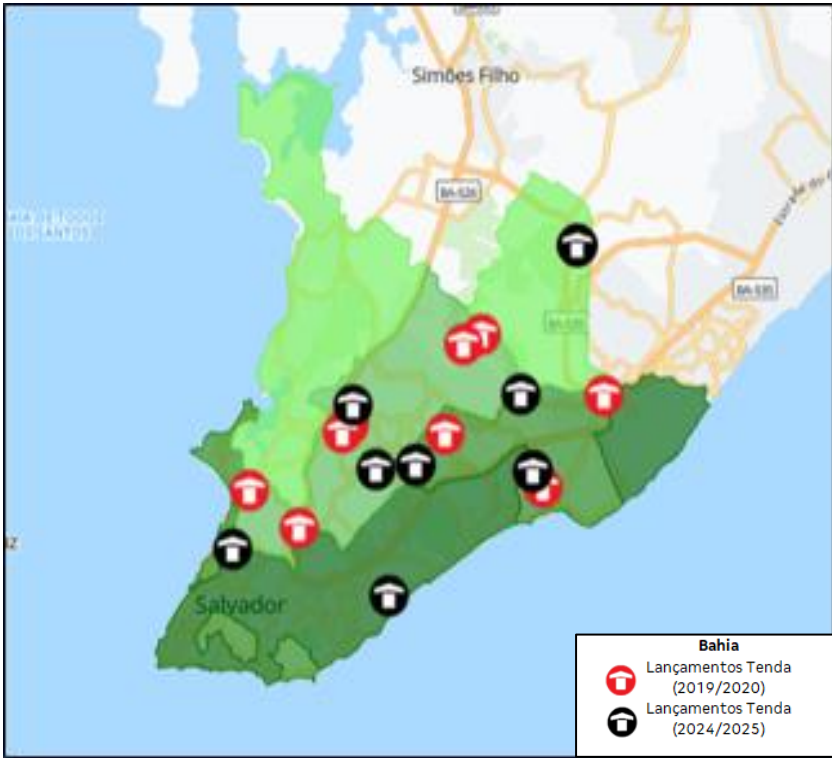 Simões Filho
BA-526
BA-535
Salvador
Bahia
Lançamentos Tenda
(2019/2020)
Lançamentos Tenda
(2024/2025)